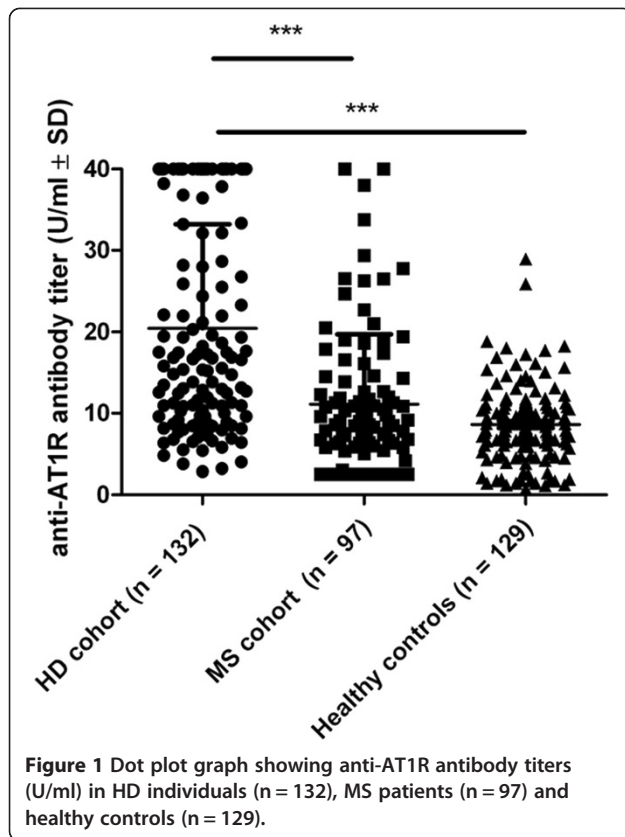 ***
***
anti-AT1R antibody titer (U/ml ± SD)
40
30
20
10
0
HD cohort (n = 132)
MS cohort (n = 97)
Healthy controls (n = 129)
Figure 1 Dot plot graph showing anti-AT1R antibody titers
(U/ml) in HD individuals (n = 132), MS patients (n = 97) and
healthy controls (n = 129).